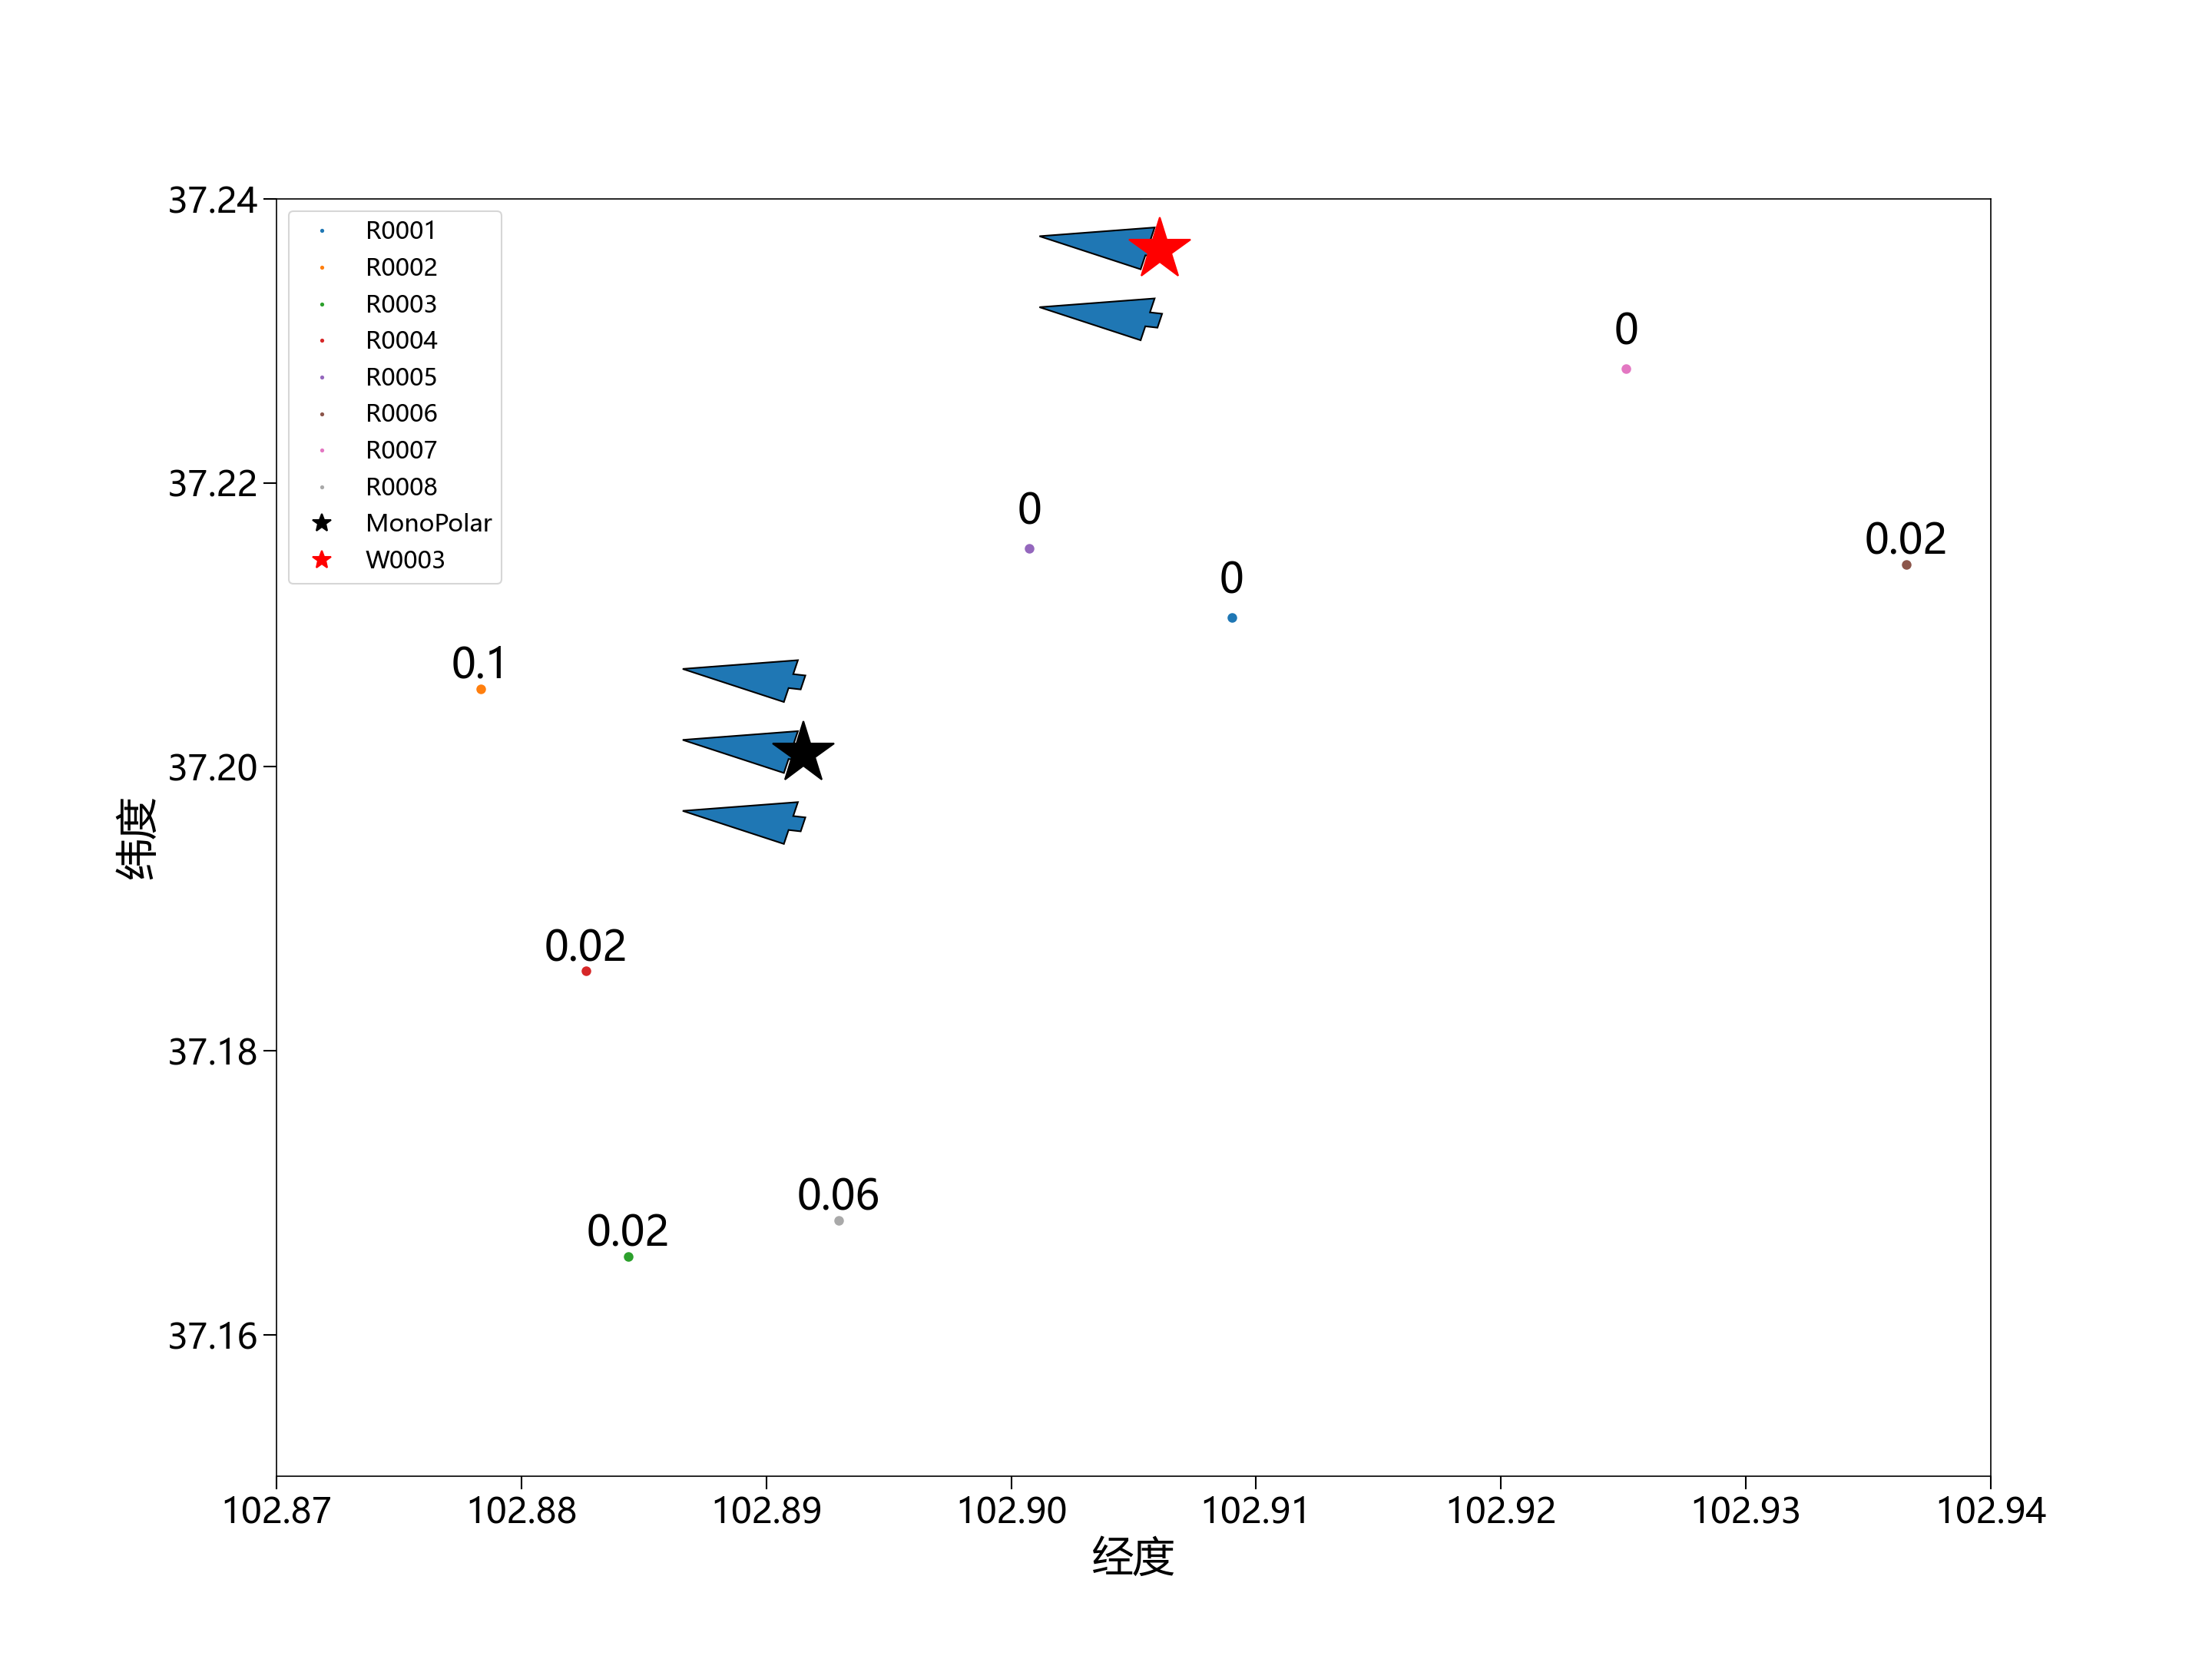 37.24
37.22
37.20
37.18
37.16
纬度
R0001
R0002
R0003
R0004
R0005
R0006
R0007
R0008
MonoPolar
W0003
0
0
0.02
0
0.1
0.02
0.06
0.02
102.87 102.88 102.89 102.90 102.91 102.92 102.93 102.94
经度